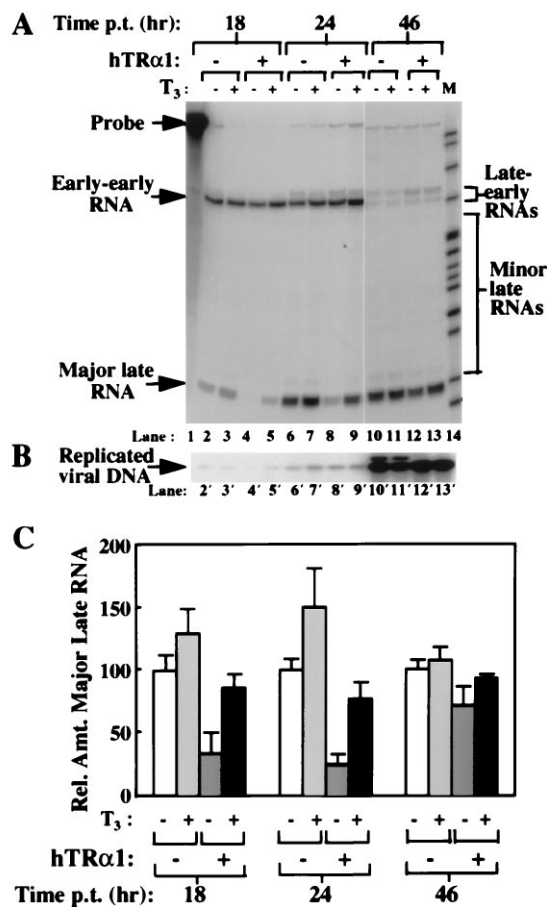 A
Time p.t. (hr) 18 24 46
hTRα1: - + - + - +
T3 : - + - + - + - + - + - + M
Probe
Early-early RNA
Late-early RNAs
Minor late RNAs
Major late RNA
Lane : 1 2 3 4 5 6 7 8 9 10 11 12 13 14
B
Replicated viral DNA
Lane: 2′ 3′ 4′ 5′ 6′ 7′ 8′ 9′ 10′ 11′ 12′ 13′
C
Rel. Amt. Major Late RNA
200
150
100
50
0
T3 : - + - + - + - + - + - +
hTRα1: - + - + - +
Time p.t. (hr): 18 24 46